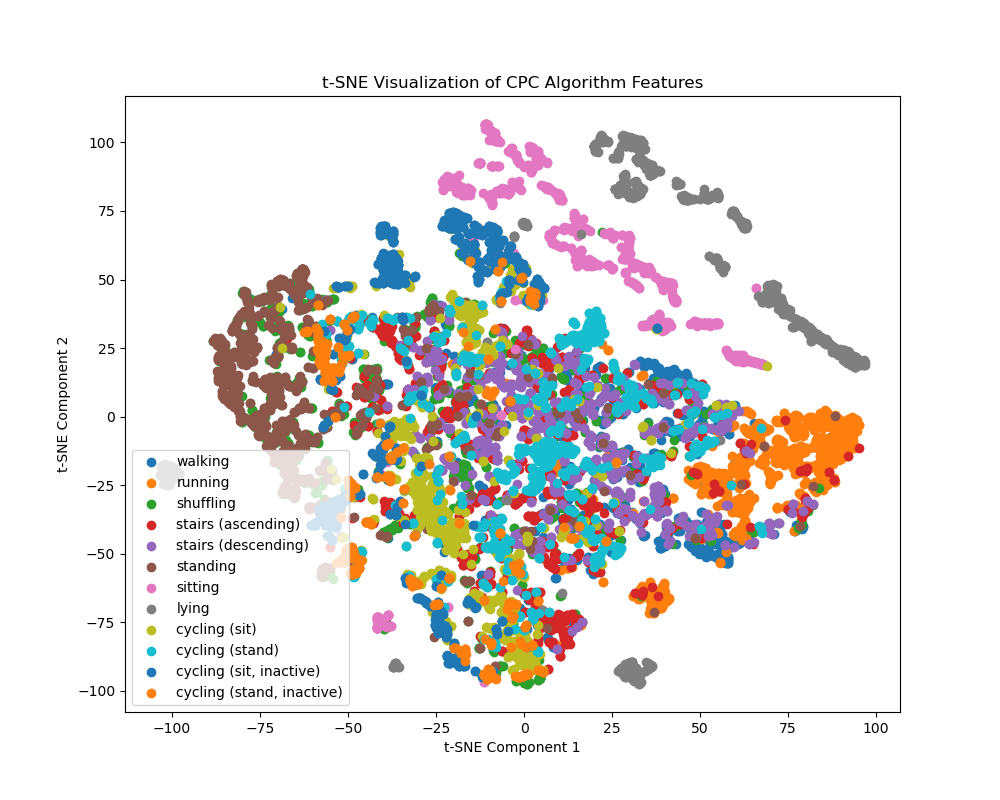 t-SNE Visualization of CPC Algorithm Features
100
75
50
25
0
−25
−50
−75
−100
t-SNE Component 2
walking
running
shuffling
stairs (ascending)
stairs (descending)
standing
sitting
lying
cycling (sit)
cycling (stand)
cycling (sit, inactive)
cycling (stand, inactive)
−100 −75 −50 −25 0 25 50 75 100
t-SNE Component 1